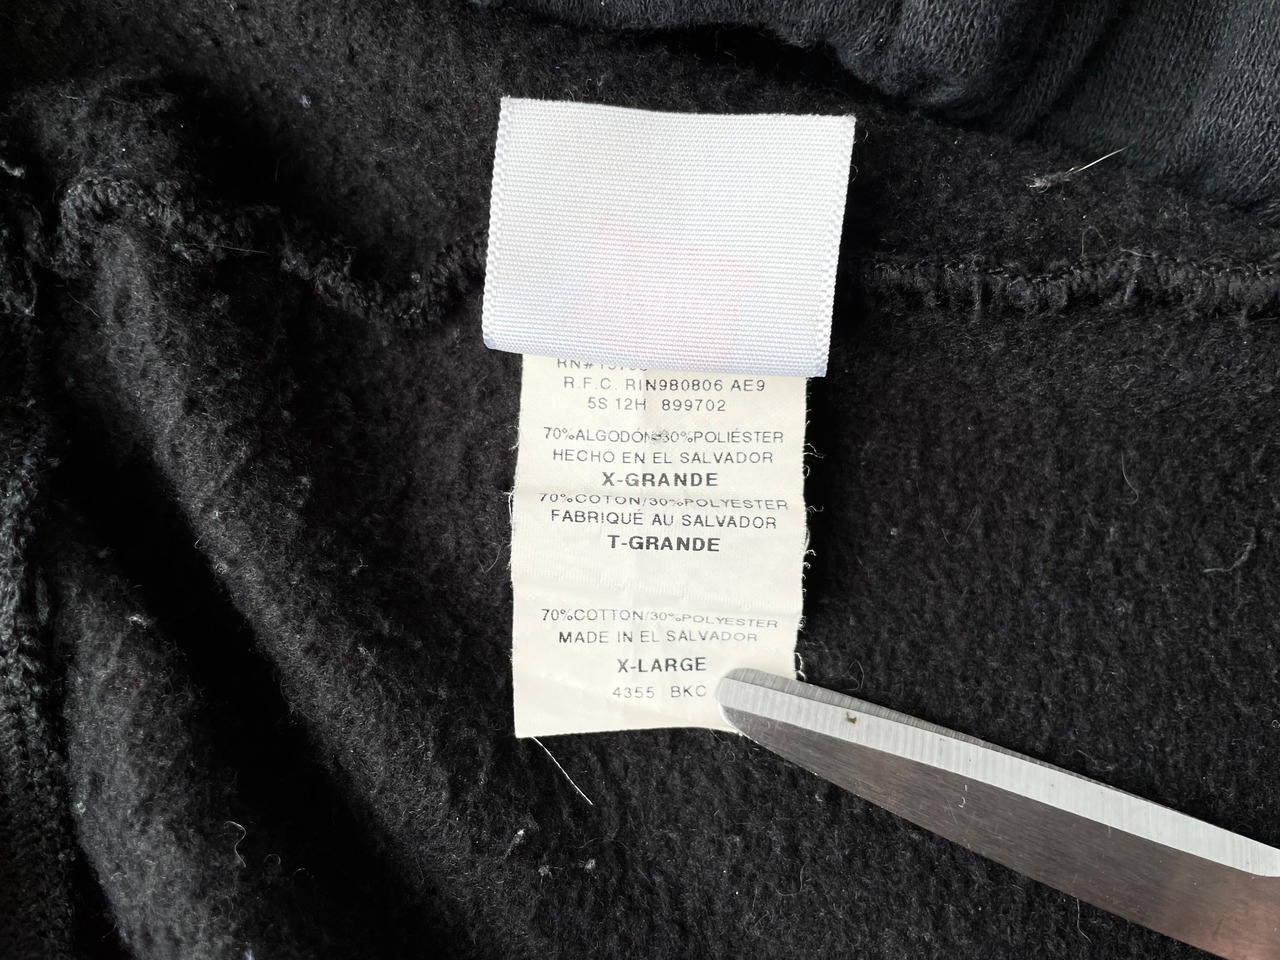 R.F.C. RIN980806 AE9
5S 12H 899702
70%ALGODÓN-30%POLIÉSTER
HECHO EN EL SALVADOR
X-GRANDE
70%COTON/30%POLYESTER
FABRIQUÉ AU SALVADOR
T-GRANDE
70%COTTON/30%POLYESTER
MADE IN EL SALVADOR
X-LARGE
4355 BKC